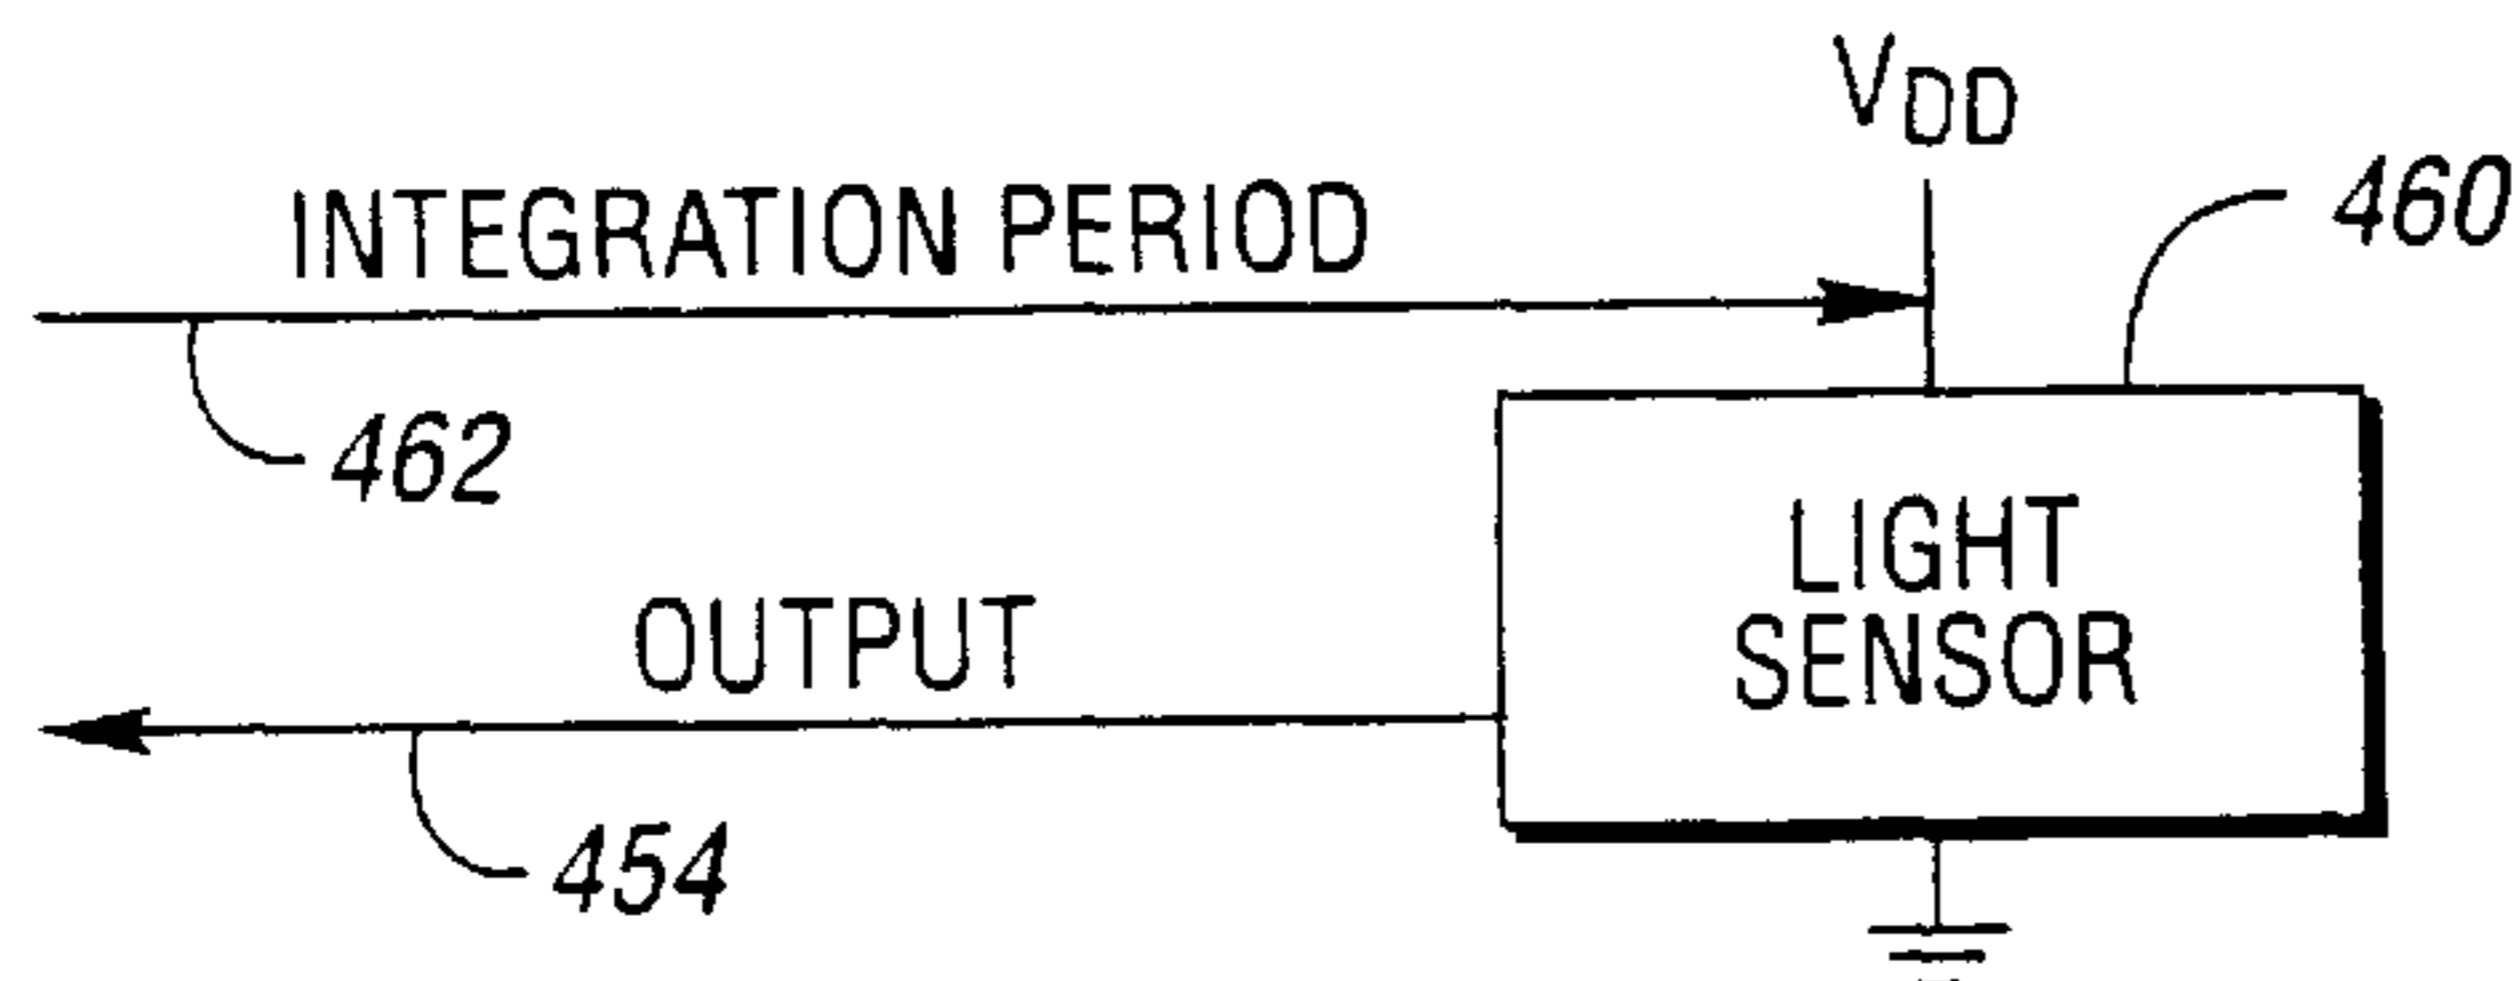 VDD
INTEGRATION PERIOD
460
462
LIGHT
SENSOR
OUTPUT
454